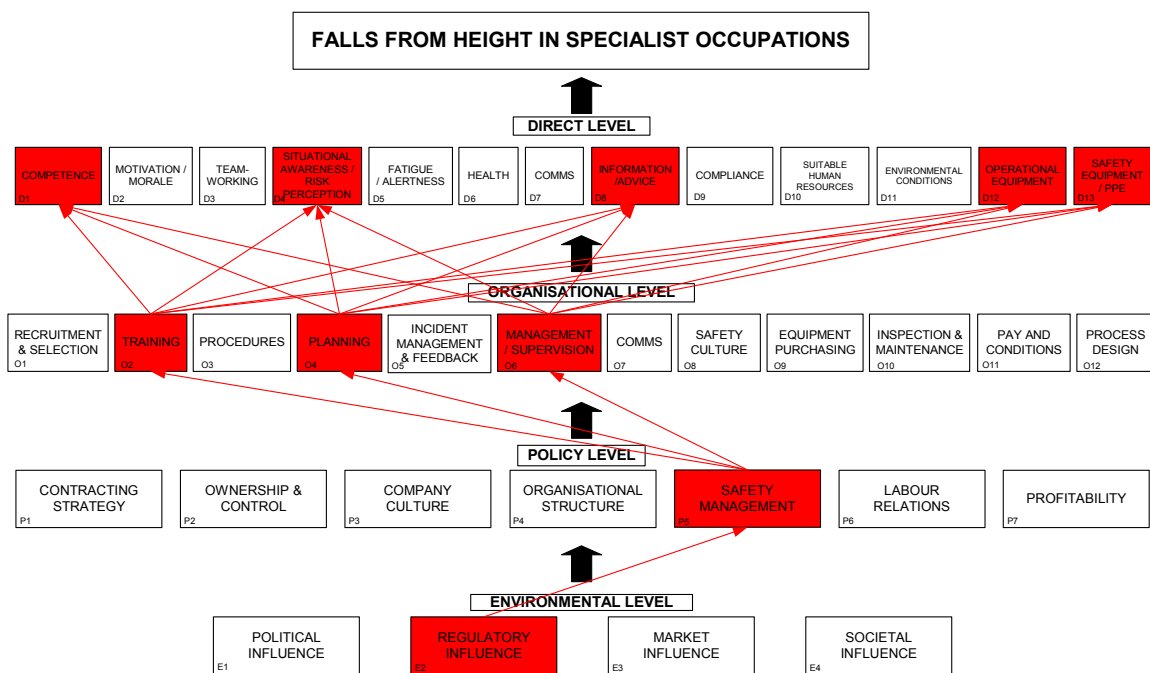 FALLS FROM HEIGHT IN SPECIALIST OCCUPATIONS
DIRECT LEVEL
COMPETENCE
D1
MOTIVATION /
MORALE
D2
TEAM-
WORKING
D3
SITUATIONAL
AWARENESS /
RISK
PERCEPTION
D4
FATIGUE
/ ALERTNESS
D5
HEALTH
D6
COMMS
D7
INFORMATION
/ADVICE
D8
COMPLIANCE
D9
SUITABLE
HUMAN
RESOURCES
D10
ENVIRONMENTAL
CONDITIONS
D11
OPERATIONAL
EQUIPMENT
D12
SAFETY
EQUIPMENT
/ PPE
D13
ORGANISATIONAL LEVEL
RECRUITMENT
& SELECTION
O1
TRAINING
O2
PROCEDURES
O3
PLANNING
O4
INCIDENT
MANAGEMENT
& FEEDBACK
O5
MANAGEMENT
/ SUPERVISION
O6
COMMS
O7
SAFETY
CULTURE
O8
EQUIPMENT
PURCHASING
O9
INSPECTION &
MAINTENANCE
O10
PAY AND
CONDITIONS
O11
PROCESS
DESIGN
O12
POLICY LEVEL
CONTRACTING
STRATEGY
P1
OWNERSHIP &
CONTROL
P2
COMPANY
CULTURE
P3
ORGANISATIONAL
STRUCTURE
P4
SAFETY
MANAGEMENT
P5
LABOUR
RELATIONS
P6
PROFITABILITY
P7
ENVIRONMENTAL LEVEL
POLITICAL
INFLUENCE
E1
REGULATORY
INFLUENCE
E2
MARKET
INFLUENCE
E3
SOCIETAL
INFLUENCE
E4